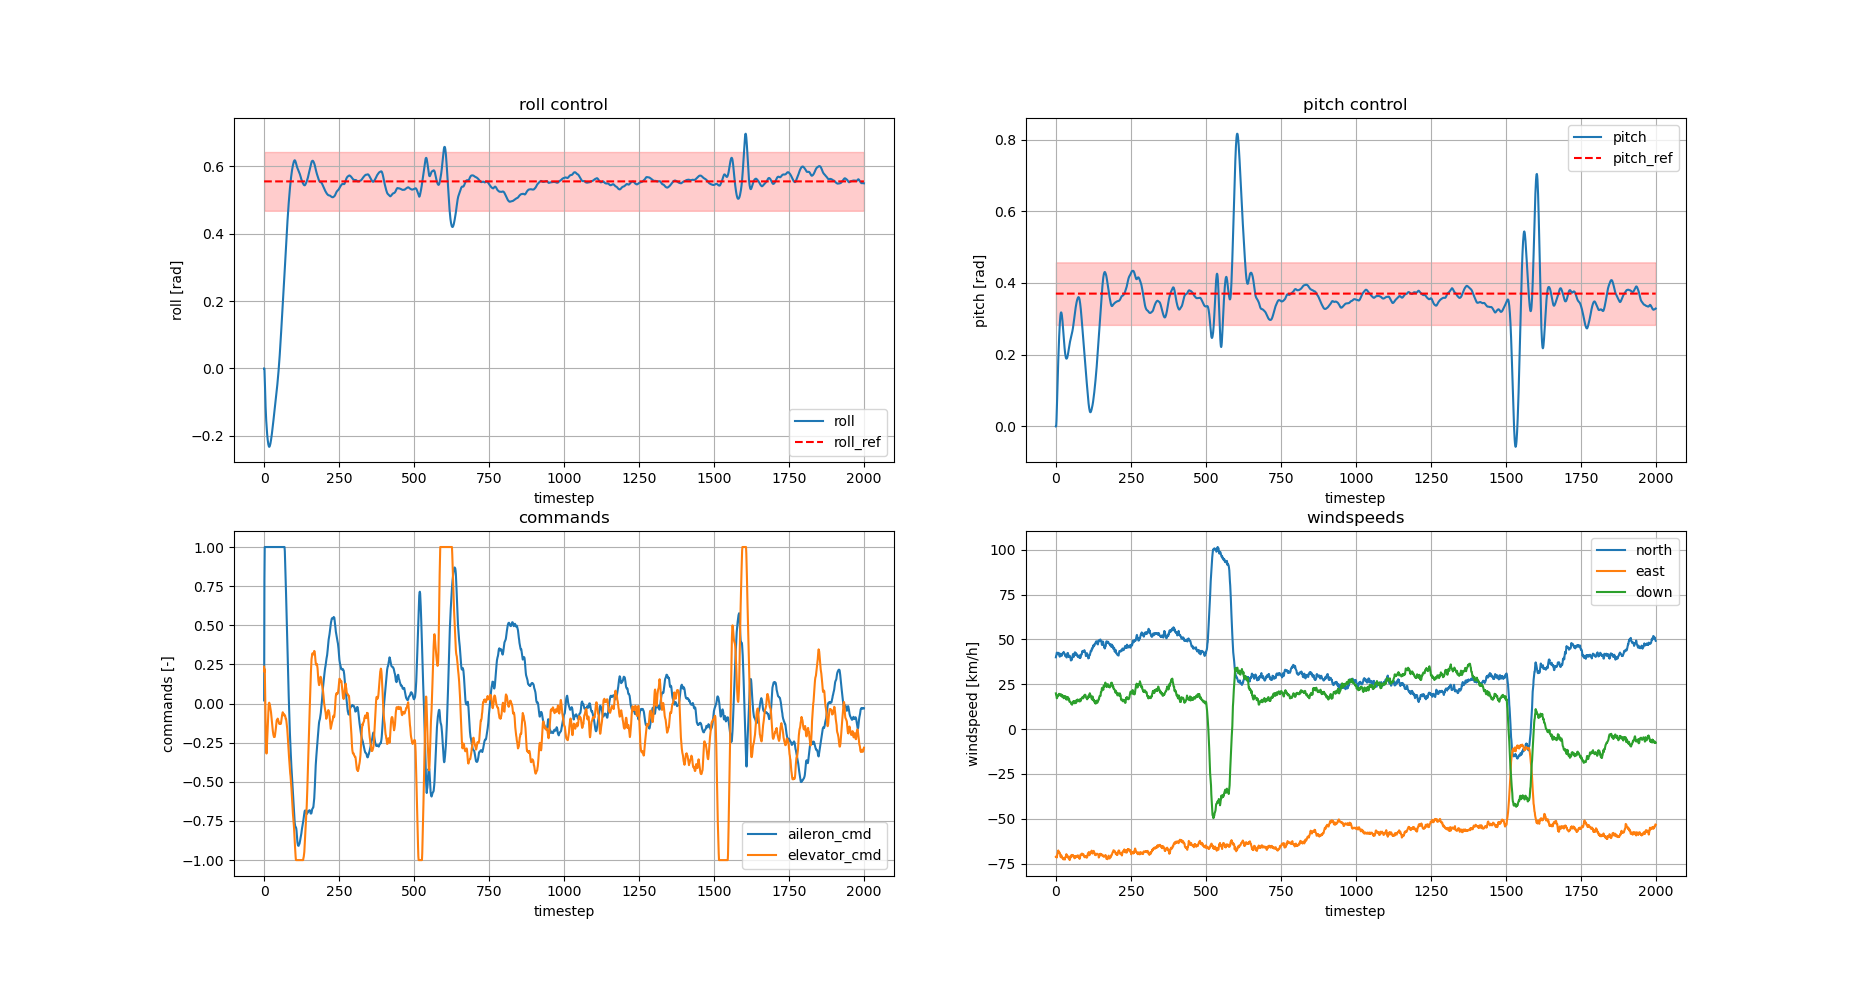 roll control
0.6
0.4
0.2
0.0
−0.2
roll [rad]
roll
roll_ref
0 250 500 750 1000 1250 1500 1750 2000
timestep
pitch control
0.8
0.6
0.4
0.2
0.0
pitch [rad]
pitch
pitch_ref
0 250 500 750 1000 1250 1500 1750 2000
timestep
commands
1.00
0.75
0.50
0.25
0.00
−0.25
−0.50
−0.75
−1.00
commands [-]
aileron_cmd
elevator_cmd
0 250 500 750 1000 1250 1500 1750 2000
timestep
windspeeds
100
75
50
25
0
−25
−50
−75
windspeed [km/h]
north
east
down
0 250 500 750 1000 1250 1500 1750 2000
timestep